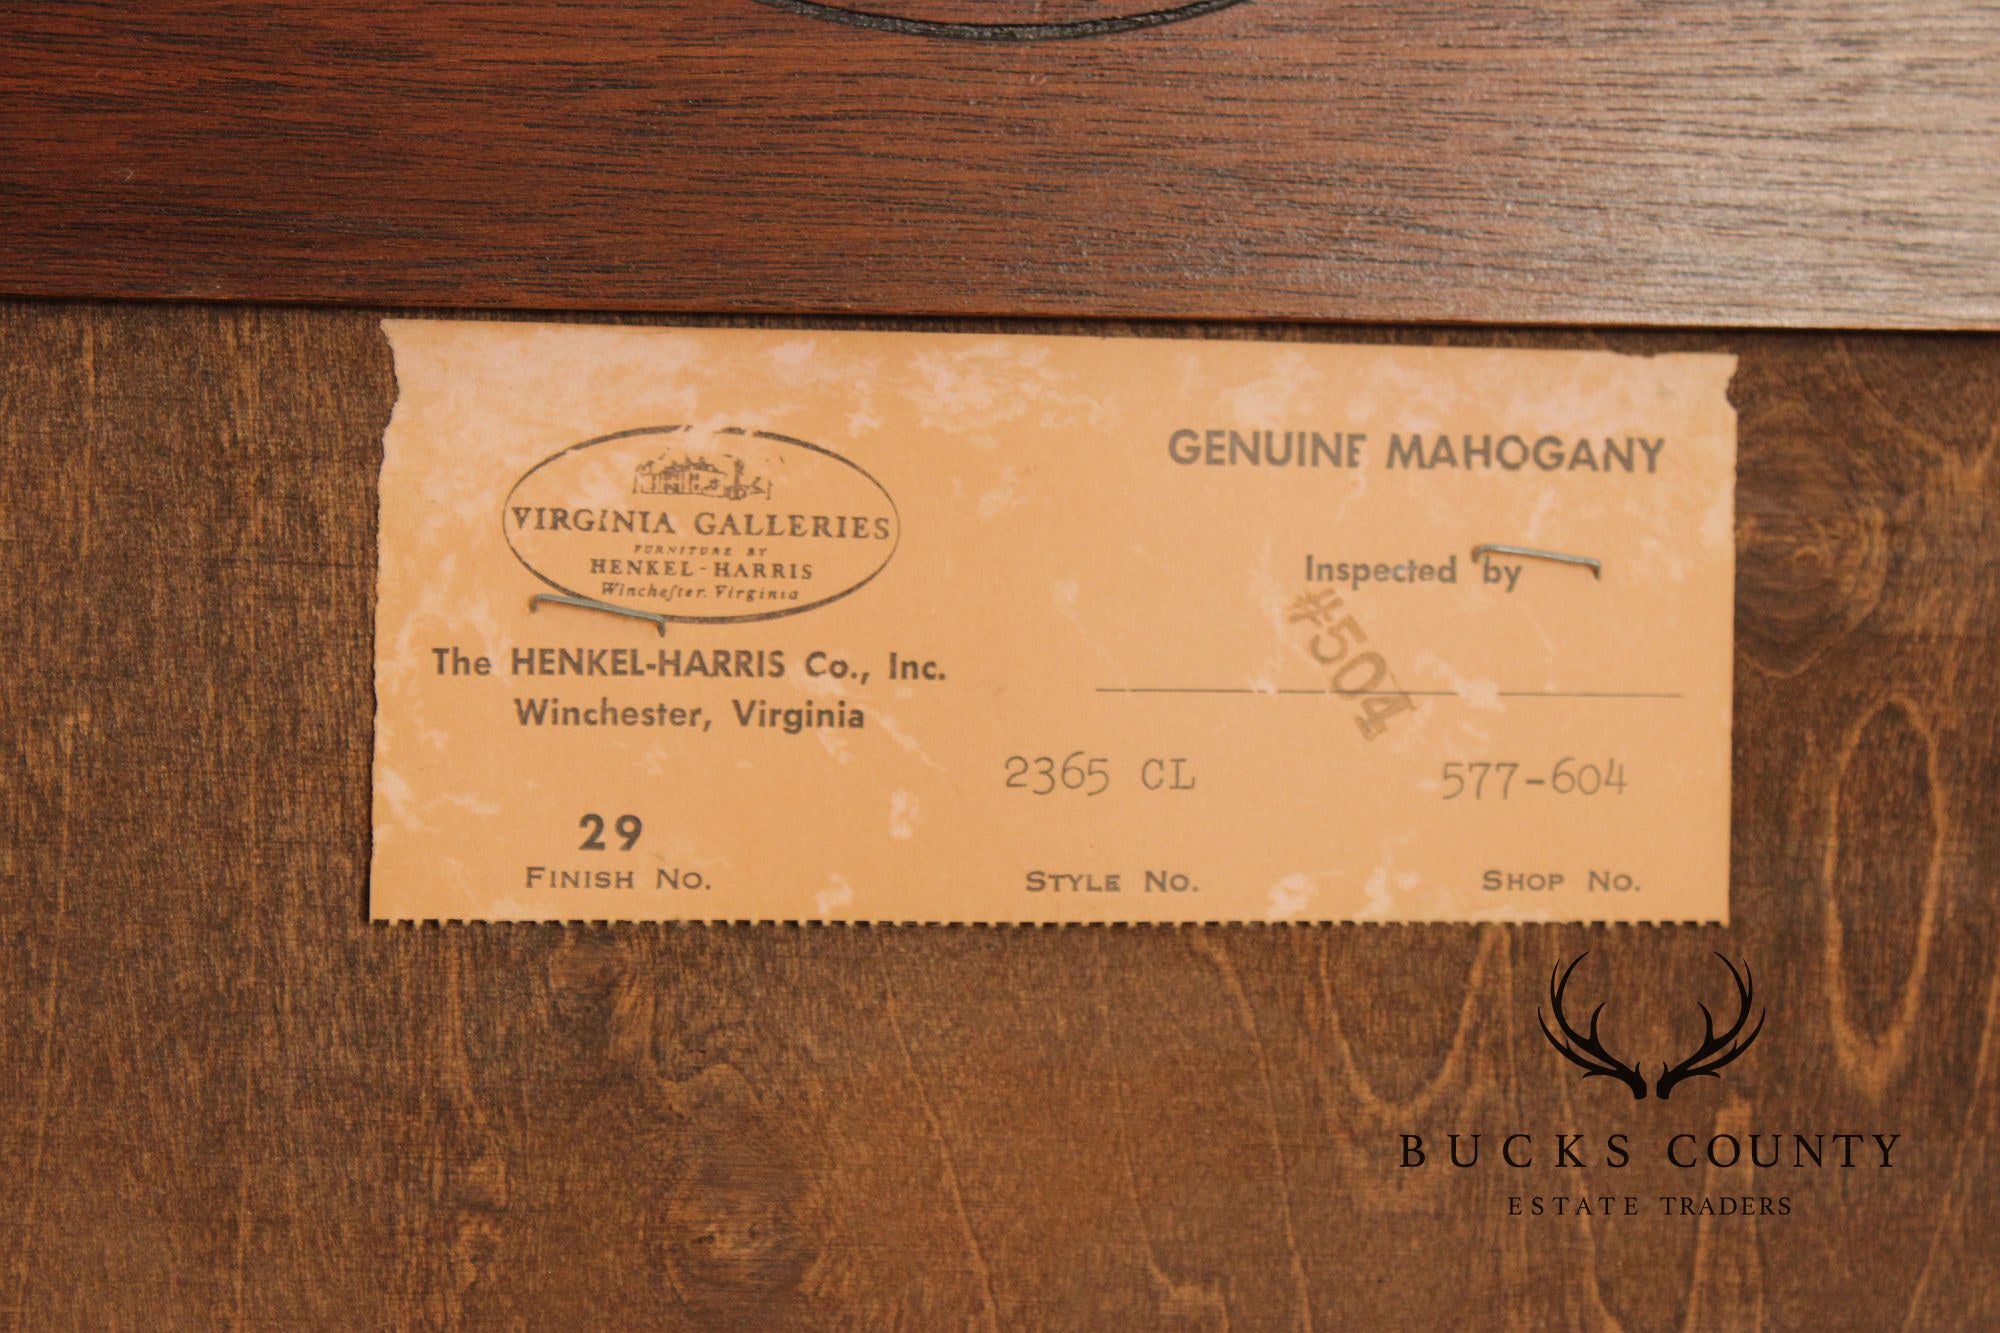 VIRGINIA GALLERIES
FURNITURE BY
HENKEL-HARRIS
Winchester, Virginia
The HENKEL-HARRIS Co., Inc.
Winchester, Virginia
GENUINE MAHOGANY
Inspected by
#504
29
FINISH NO.
2365 CL
STYLE NO.
577-604
SHOP NO.
BUCKS COUNTY
ESTATE TRADERS